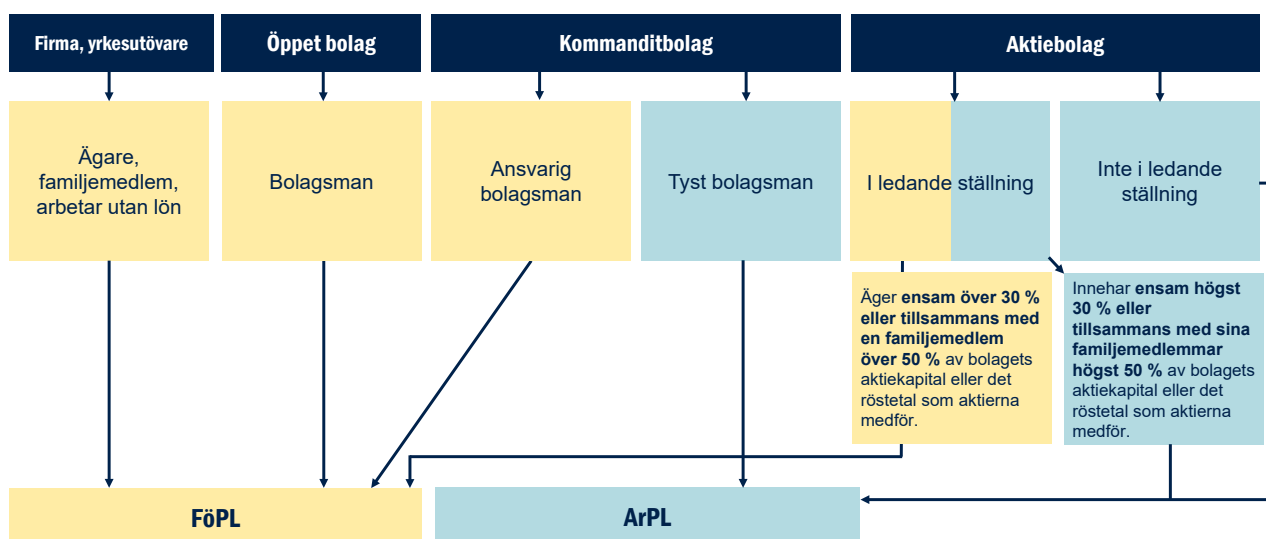 Firma, yrkesutövare
Öppet bolag
Kommanditbolag
Aktiebolag
Ägare,
familjemedlem,
arbetar utan lön
Bolagsman
Ansvarig
bolagsman
Tyst bolagsman
I ledande ställning
Inte i ledande
ställning
Äger ensam över 30 %
eller tillsammans med
en familjemedlem
över 50 % av bolagets
aktiekapital eller det
röstetal som aktierna
medför.
Innehar ensam högst
30 % eller
tillsammans med sina
familjemedlemmar
högst 50 % av bolagets
aktiekapital eller det
röstetal som aktierna
medför.
FöPL
ArPL